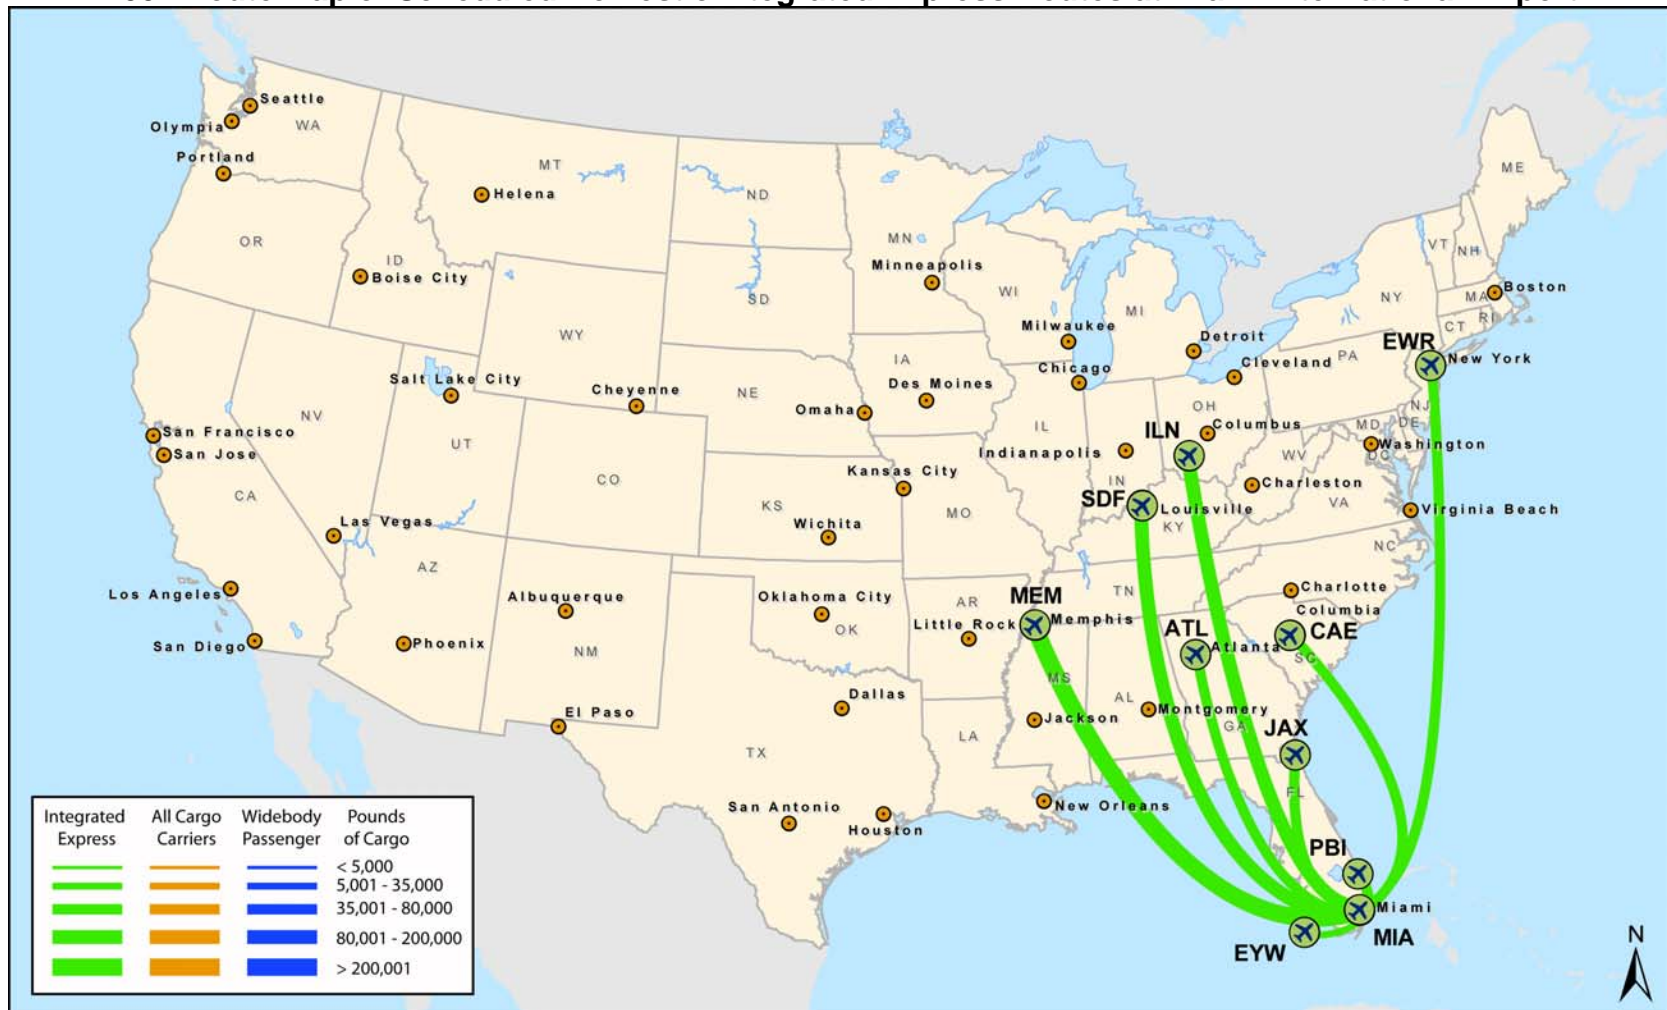 Seattle
WA
Olympia
Portland
MT
Helena
ND
ME
OR
ID
Boise City
MN
Minneapolis
VT
NH
SD
WI
MI
NY
MA
Boston
CT
RI
WY
Milwaukee
Detroit
EWR
New York
PA
IA
Chicago
Cleveland
Salt Lake City
Cheyenne
NE
Des Moines
Omaha
NJ
NV
OH
MD
DE
San Francisco
UT
IL
ILN
Columbus
Washington
San Jose
Indianapolis
WV
DC
CO
Kansas City
IN
Charleston
CA
KS
MO
SDF
Louisville
VA
Virginia Beach
Las Vegas
Wichita
KY
NC
AZ
Los Angeles
Albuquerque
Oklahoma City
AR
MEM
TN
Charlotte
OK
Little Rock
Memphis
ATL
Columbia
CAE
San Diego
Phoenix
NM
Atlanta
SC
MS
Dallas
AL
El Paso
Jackson
Montgomery
GA
JAX
TX
LA
FL
San Antonio
Houston
New Orleans
PBI
Miami
MIA
EYW
N
Integrated Express
All Cargo Carriers
Widebody Passenger
Pounds of Cargo
< 5,000
5,001 - 35,000
35,001 - 80,000
80,001 - 200,000
> 200,001